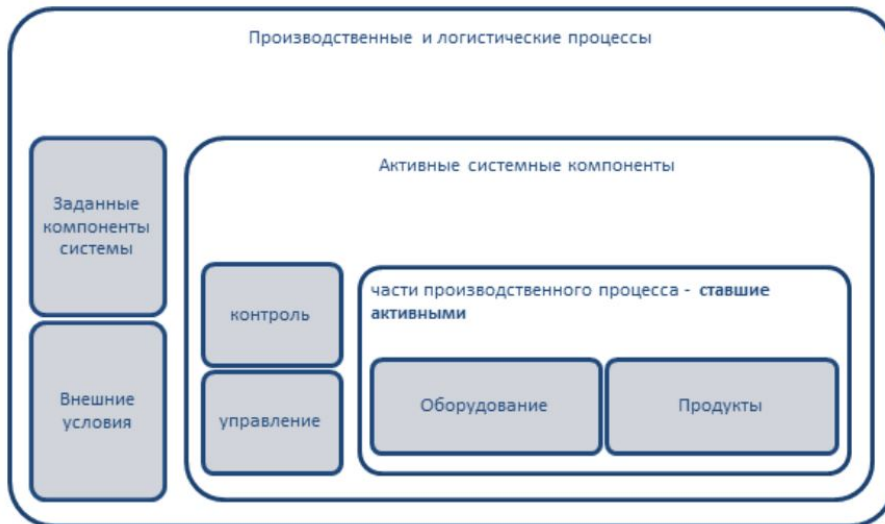 Производственные и логистические процессы
Активные системные компоненты
Заданные
компоненты
системы
части производственного процесса - ставшие
активными
контроль
Внешние
условия
управление
Оборудование
Продукты